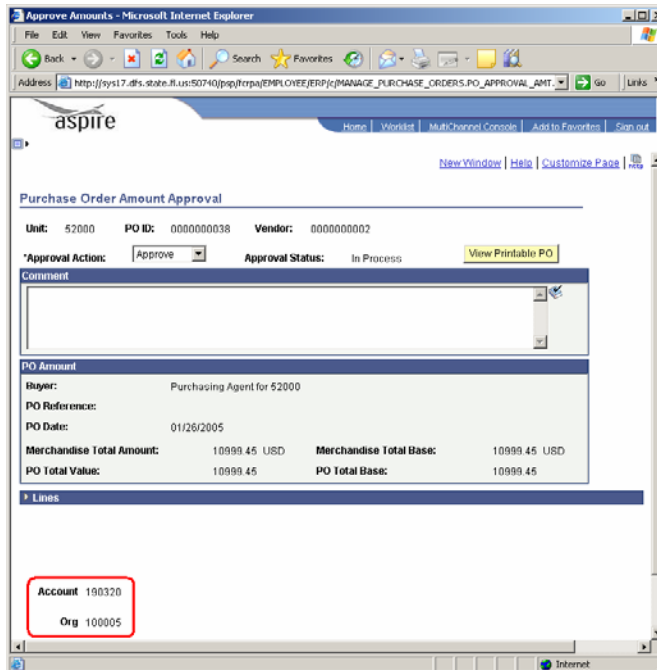 Approve Amounts - Microsoft Internet Explorer
File Edit View Favorites Tools Help
Back Search Favorites
Address http://sys17.dfs.state.fl.us:50740/psp/fcrpa/EMPLOYEE/ERP/c/MANAGE_PURCHASE_ORDERS.PO_APPROVAL_AMT. Go Links
aspire
Home Worklist MultiChannel Console Add to Favorites Sign out
New Window | Help | Customize Page |
Purchase Order Amount Approval
Unit: 52000 PO ID: 0000000038 Vendor: 0000000002
*Approval Action: Approve Approval Status: In Process View Printable PO
Comment
PO Amount
Buyer: Purchasing Agent for 52000
PO Reference:
PO Date: 01/26/2005
Merchandise Total Amount: 10999.45 USD Merchandise Total Base: 10999.45 USD
PO Total Value: 10999.45 PO Total Base: 10999.45
Lines
Account 190320
Org 100005
Internet